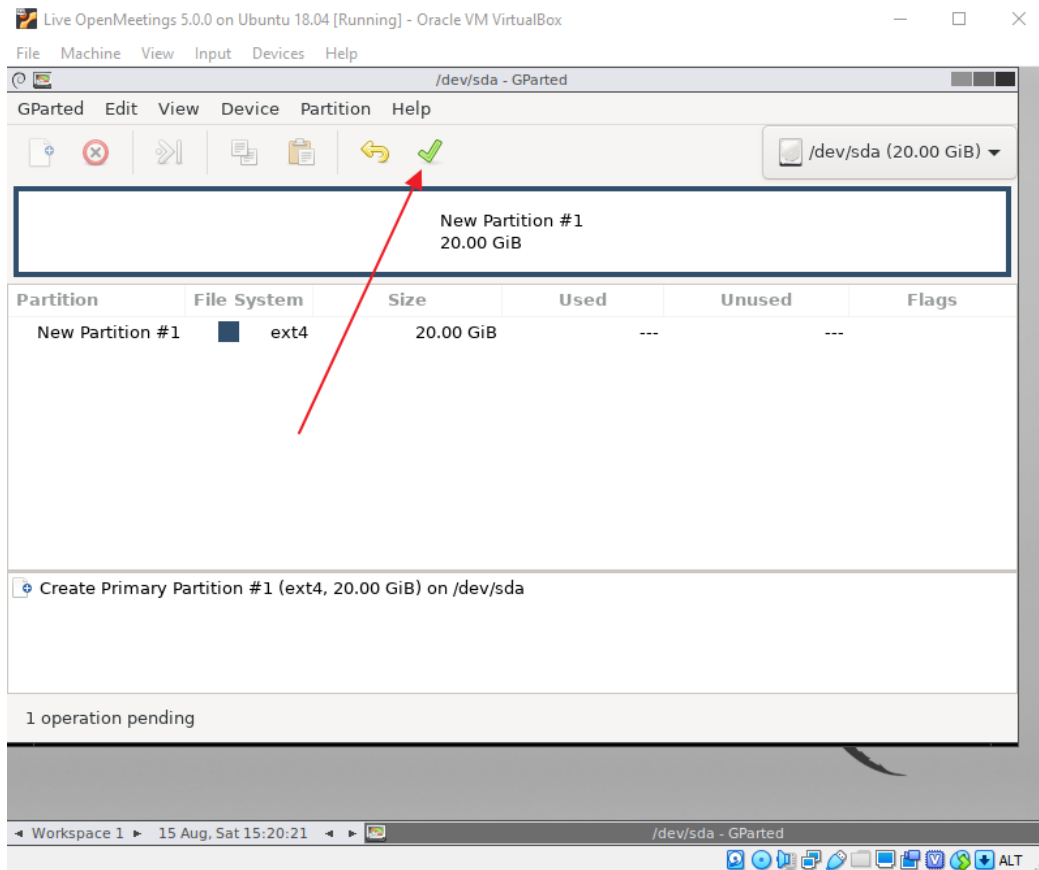 Live OpenMeetings 5.0.0 on Ubuntu 18.04 [Running] - Oracle VM VirtualBox
File Machine View Input Devices Help
/dev/sda - GParted
GParted Edit View Device Partition Help
/dev/sda (20.00 GiB)
New Partition #1
20.00 GiB
Partition File System Size Used Unused Flags
New Partition #1 ext4 20.00 GiB --- ---
Create Primary Partition #1 (ext4, 20.00 GiB) on /dev/sda
1 operation pending
Workspace 1 15 Aug, Sat 15:20:21 /dev/sda - GParted
ALT